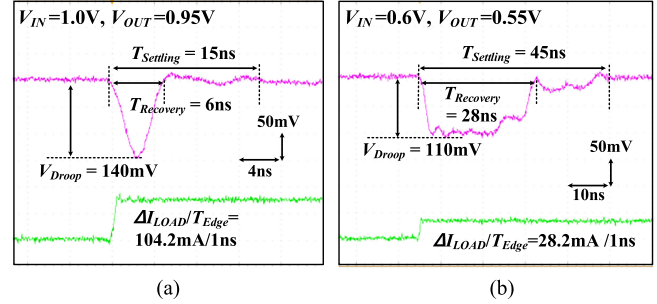 V_IN = 1.0V, V_OUT = 0.95V
T_Settling = 15ns
T_Recovery = 6ns
50mV
4ns
V_Droop = 140mV
ΔI_LOAD/T_Edge=
104.2mA/1ns
(a)
V_IN = 0.6V, V_OUT = 0.55V
T_Settling = 45ns
T_Recovery
= 28ns
V_Droop = 110mV
50mV
10ns
ΔI_LOAD/T_Edge=28.2mA /1ns
(b)